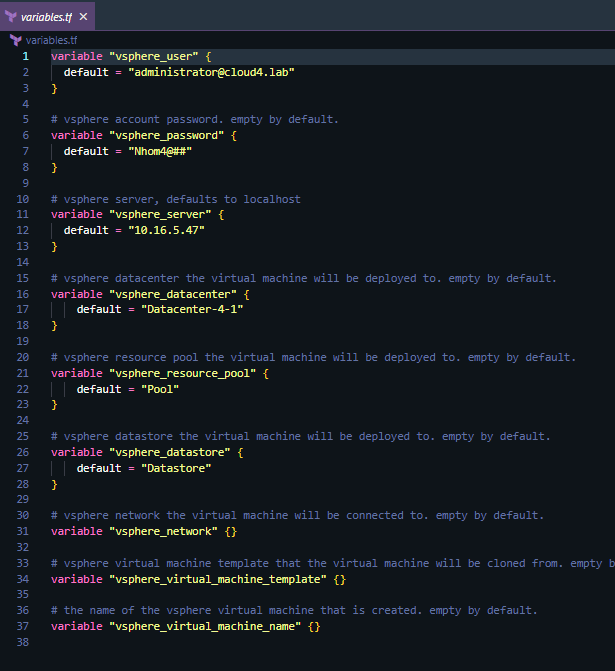 variables.tf ×
variables.tf
1 variable "vsphere_user" {
2 default = "administrator@cloud4.lab"
3 }
4
5 # vsphere account password. empty by default.
6 variable "vsphere_password" {
7 default = "Nhom4@##"
8 }
9
10 # vsphere server, defaults to localhost
11 variable "vsphere_server" {
12 default = "10.16.5.47"
13 }
14
15 # vsphere datacenter the virtual machine will be deployed to. empty by default.
16 variable "vsphere_datacenter" {
17 default = "Datacenter-4-1"
18 }
19
20 # vsphere resource pool the virtual machine will be deployed to. empty by default.
21 variable "vsphere_resource_pool" {
22 default = "Pool"
23 }
24
25 # vsphere datastore the virtual machine will be deployed to. empty by default.
26 variable "vsphere_datastore" {
27 default = "Datastore"
28 }
29
30 # vsphere network the virtual machine will be connected to. empty by default.
31 variable "vsphere_network" {}
32
33 # vsphere virtual machine template that the virtual machine will be cloned from. empty b
34 variable "vsphere_virtual_machine_template" {}
35
36 # the name of the vsphere virtual machine that is created. empty by default.
37 variable "vsphere_virtual_machine_name" {}
38